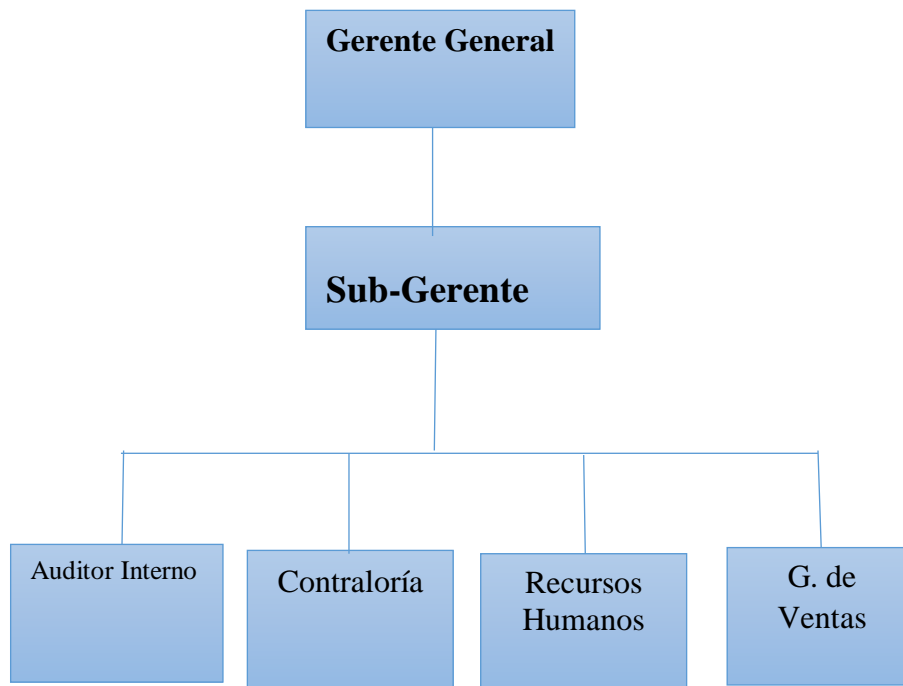 Gerente General
Sub-Gerente
Auditor Interno
Contraloría
Recursos
Humanos
G. de
Ventas